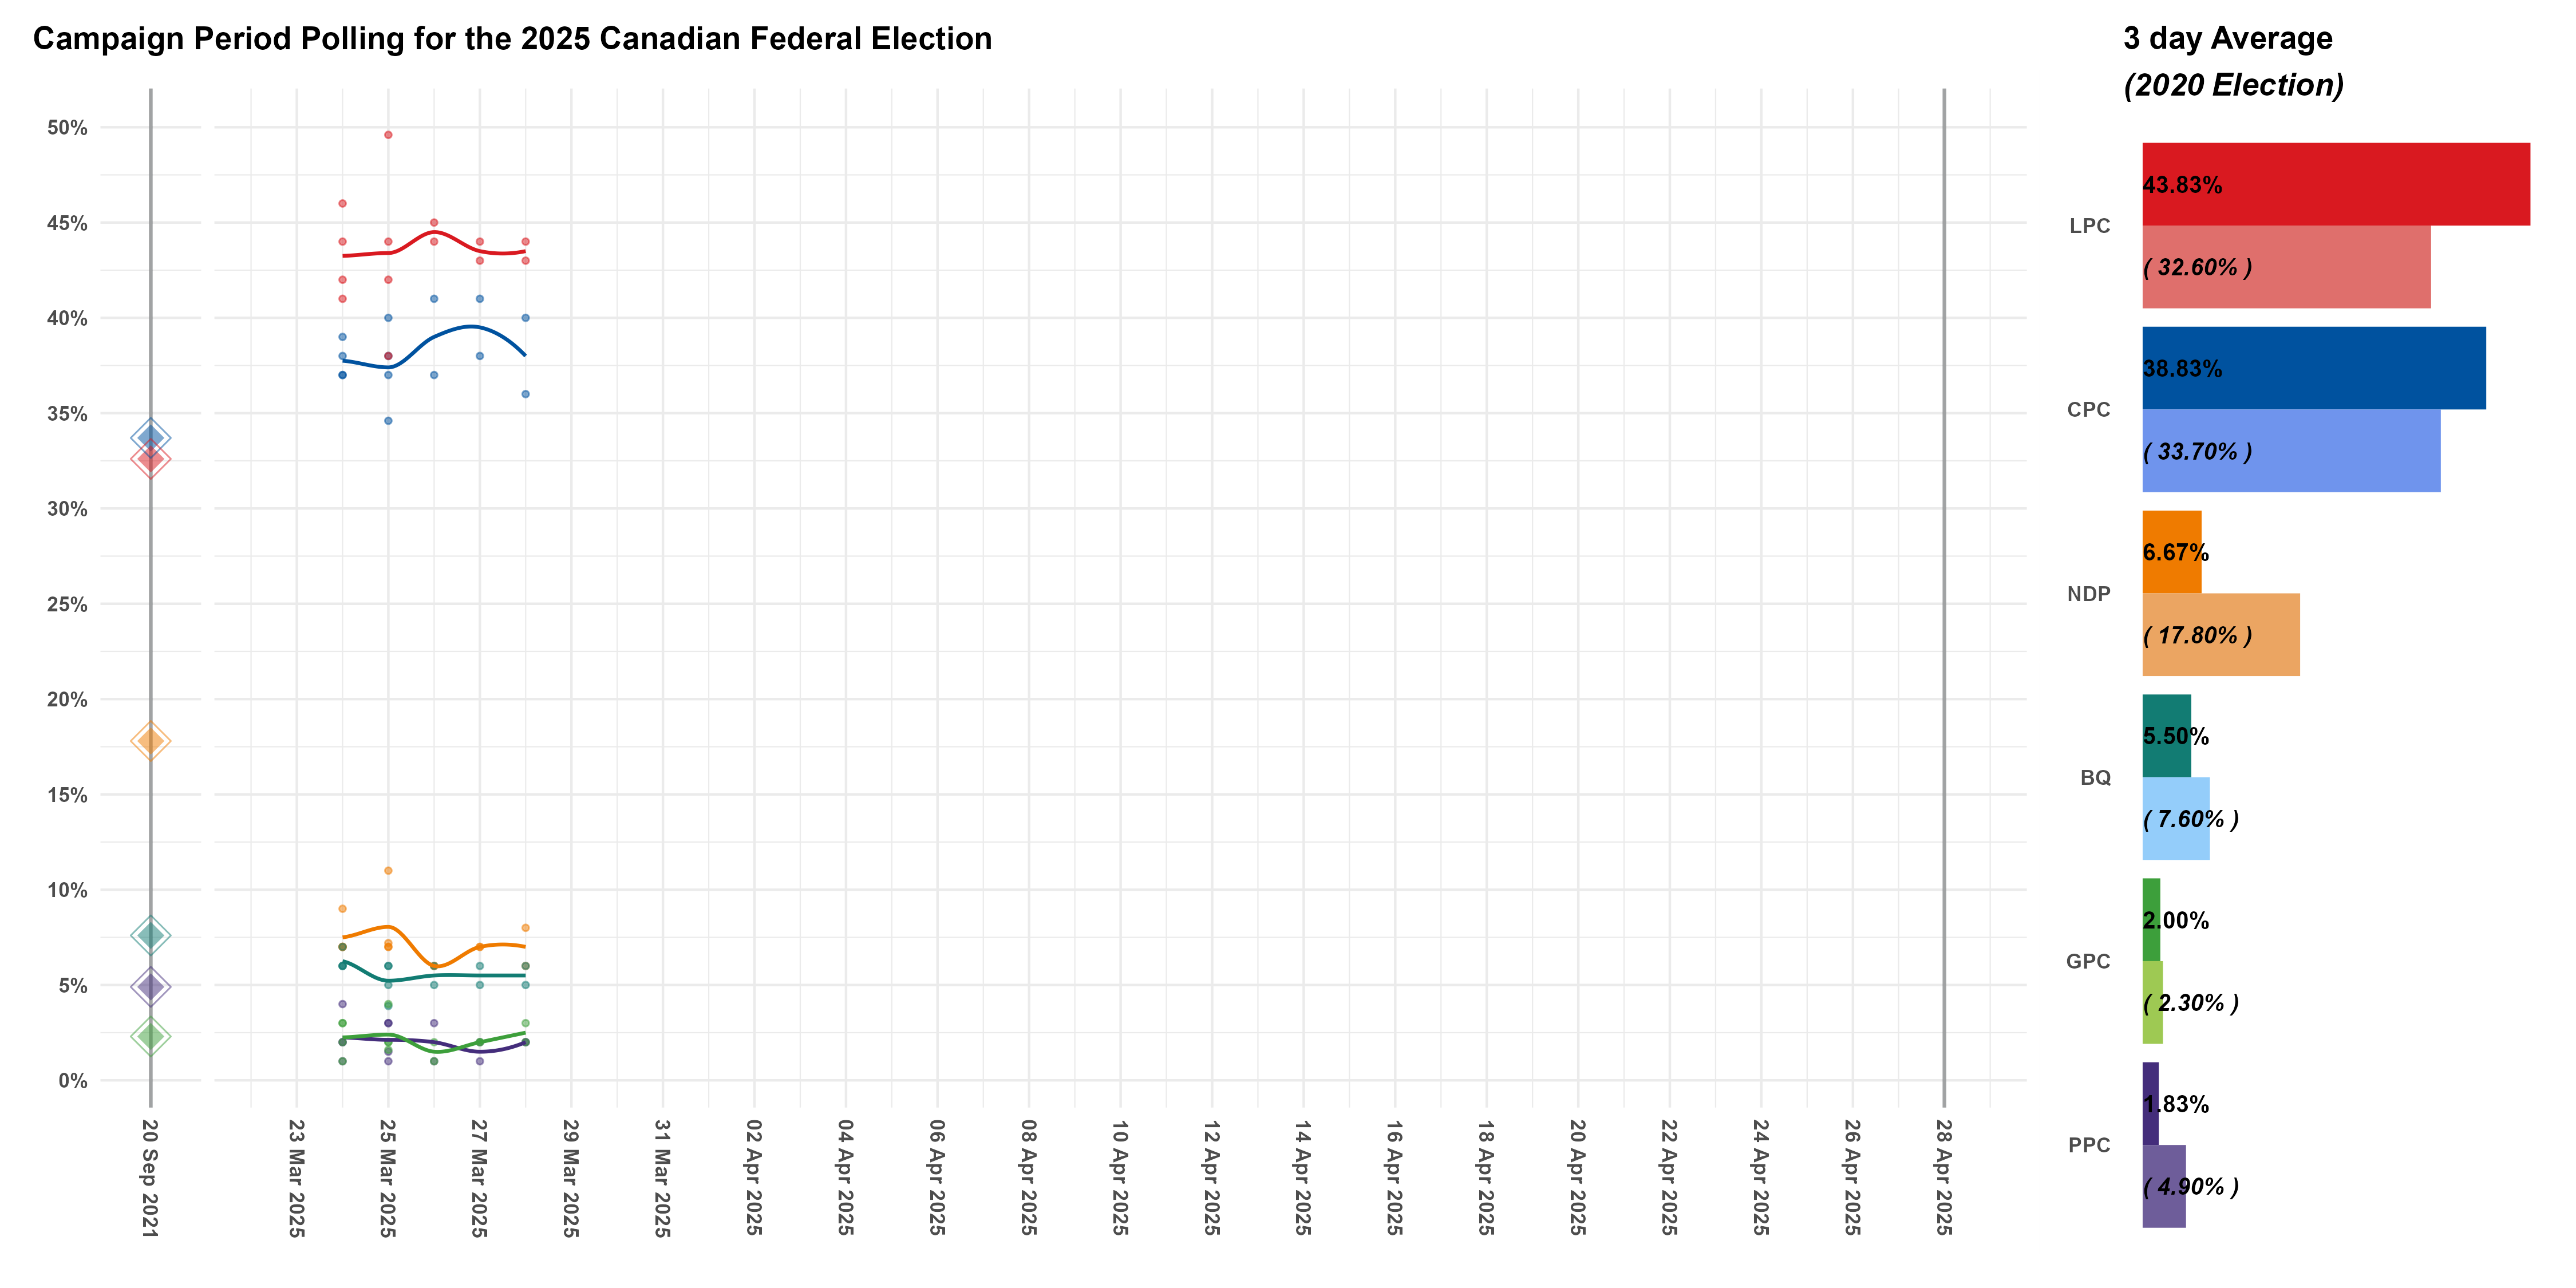 Campaign Period Polling for the 2025 Canadian Federal Election
3 day Average
(2020 Election)
50%
45%
40%
35%
30%
25%
20%
15%
10%
5%
0%
20 Sep 2021
23 Mar 2025
25 Mar 2025
27 Mar 2025
29 Mar 2025
31 Mar 2025
02 Apr 2025
04 Apr 2025
06 Apr 2025
08 Apr 2025
10 Apr 2025
12 Apr 2025
14 Apr 2025
16 Apr 2025
18 Apr 2025
20 Apr 2025
22 Apr 2025
24 Apr 2025
26 Apr 2025
28 Apr 2025
LPC
43.83%
( 32.60% )
CPC
38.83%
( 33.70% )
NDP
6.67%
( 17.80% )
BQ
5.50%
( 7.60% )
GPC
2.00%
( 2.30% )
PPC
1.83%
( 4.90% )